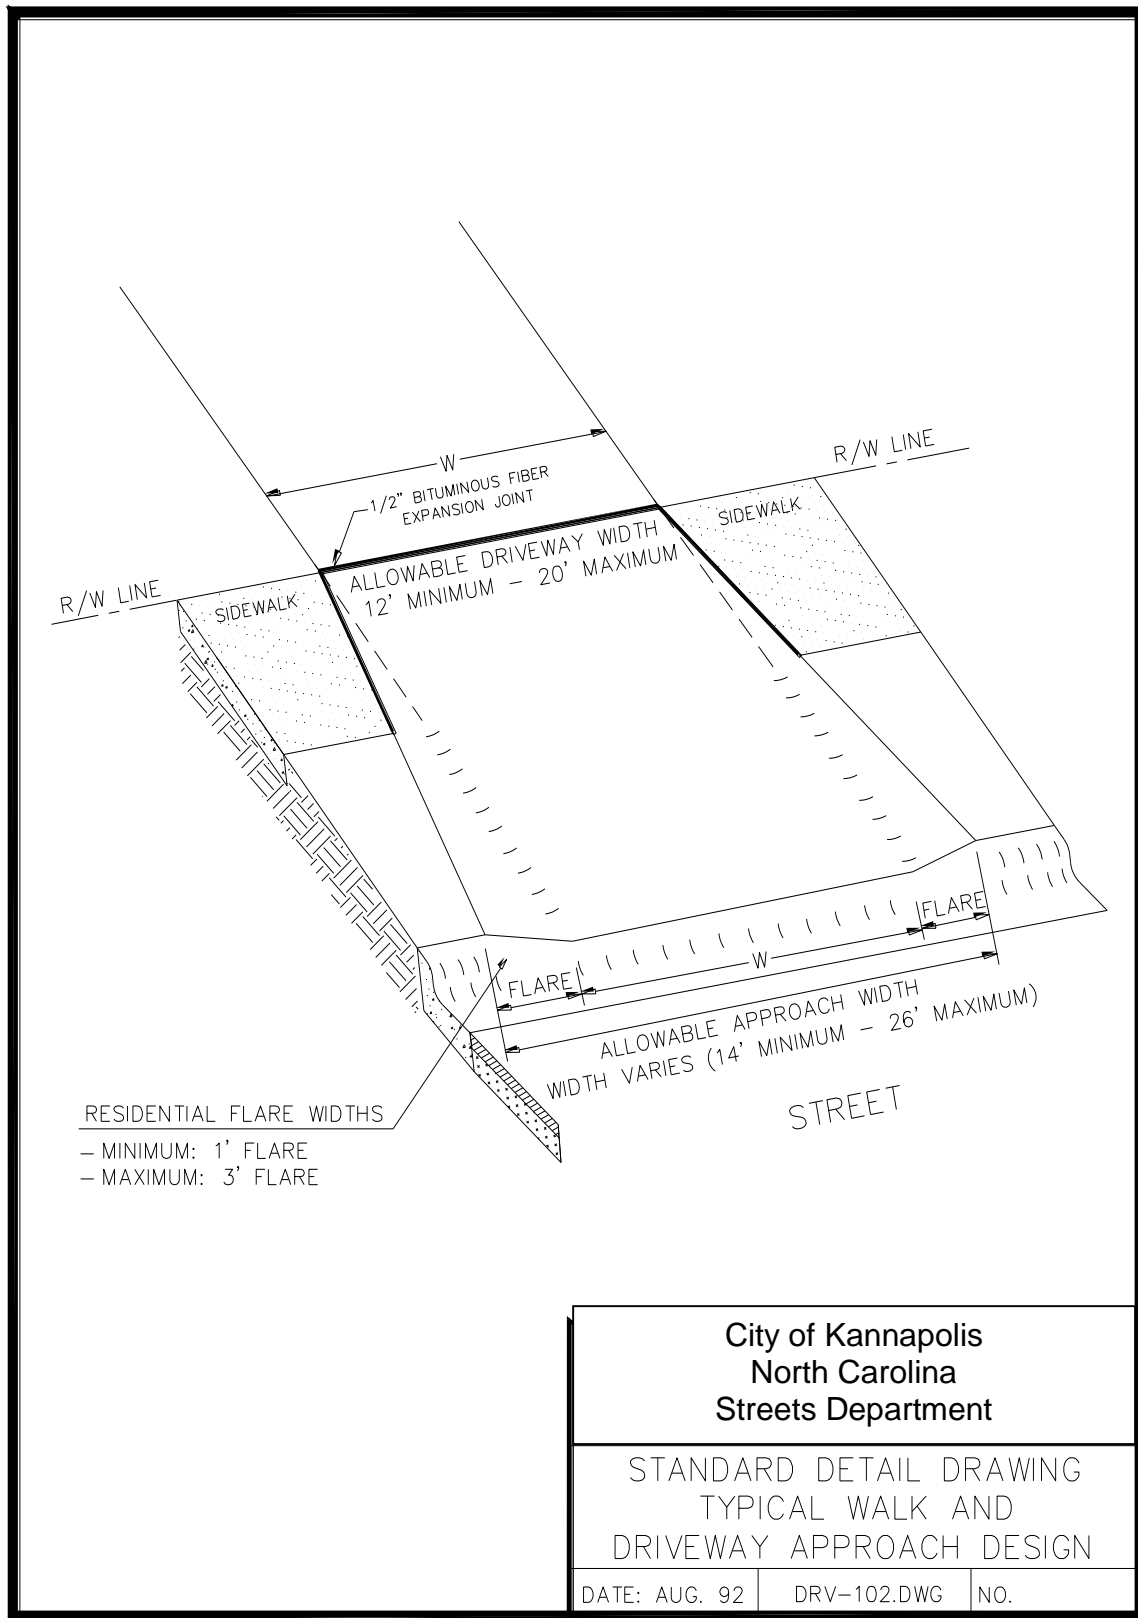 R/W LINE
W
1/2" BITUMINOUS FIBER
EXPANSION JOINT
SIDEWALK
ALLOWABLE DRIVEWAY WIDTH
12' MINIMUM - 20' MAXIMUM
R/W LINE
SIDEWALK
FLARE
W
FLARE
ALLOWABLE APPROACH WIDTH
WIDTH VARIES (14' MINIMUM - 26' MAXIMUM)
STREET
RESIDENTIAL FLARE WIDTHS
- MINIMUM: 1' FLARE
- MAXIMUM: 3' FLARE
City of Kannapolis
North Carolina
Streets Department
STANDARD DETAIL DRAWING
TYPICAL WALK AND
DRIVEWAY APPROACH DESIGN
DATE: AUG. 92
DRV-102.DWG
NO.